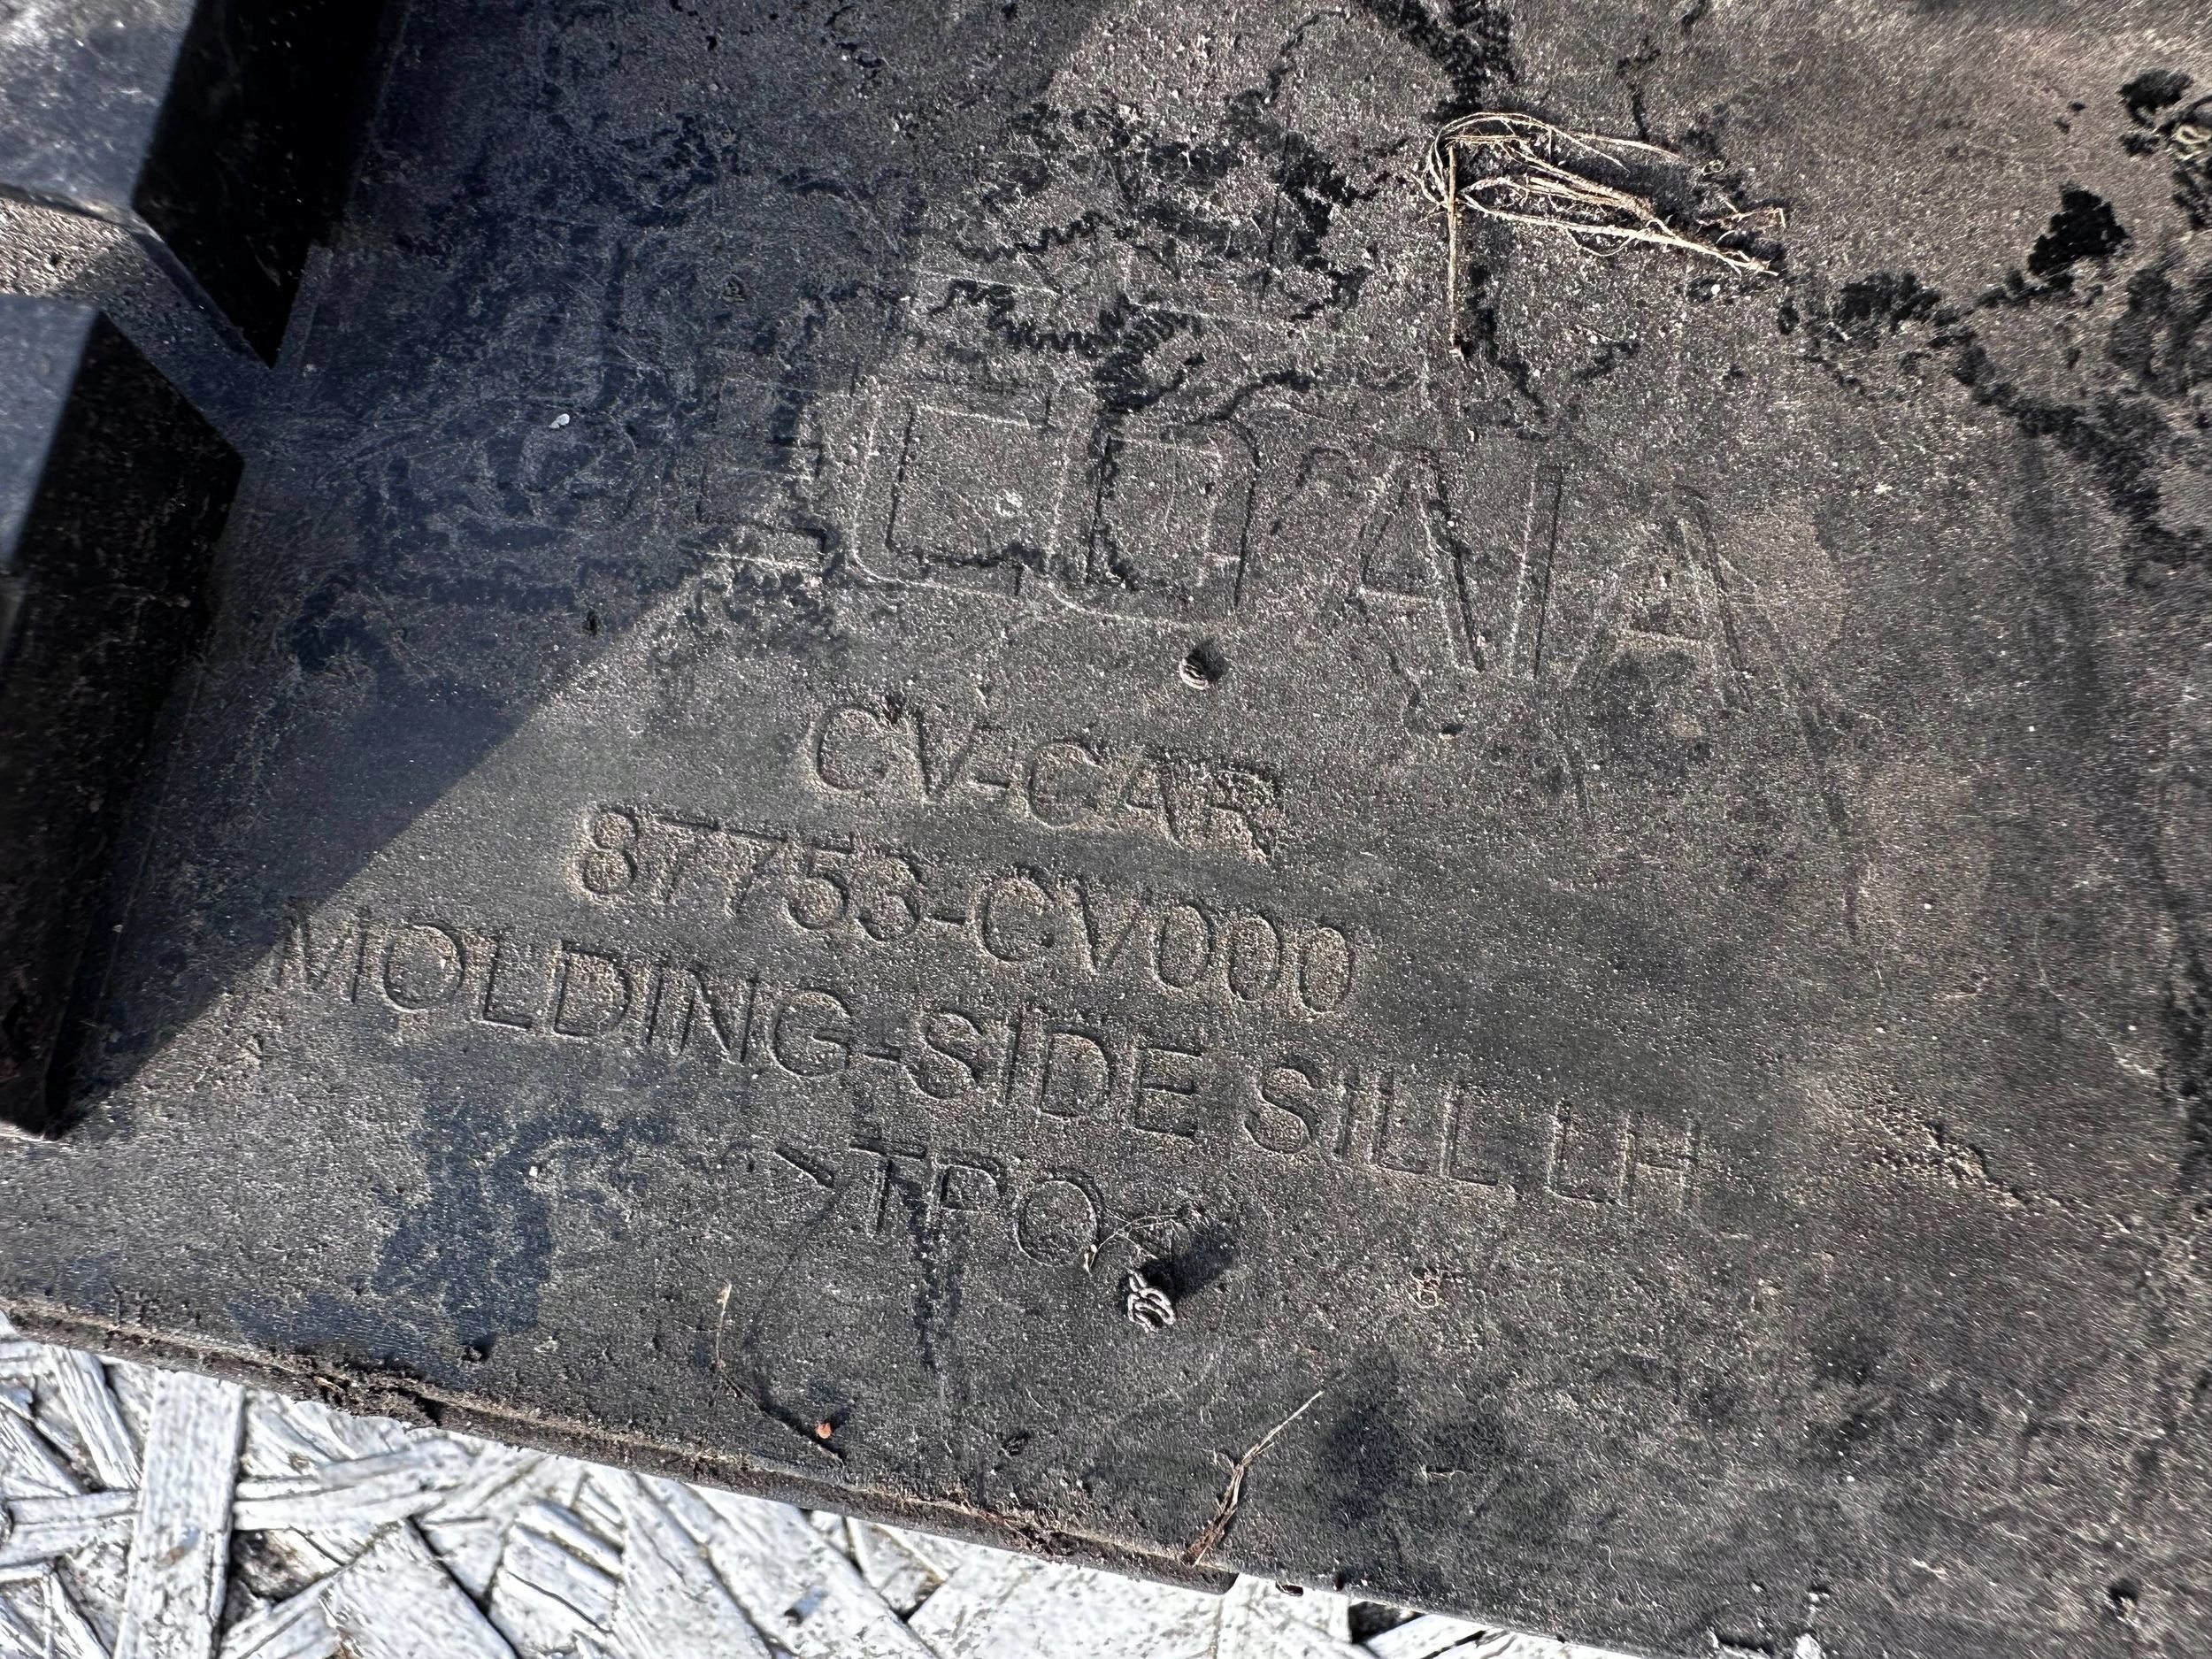 CV-CAR
87753-CV000
MOLDING-SIDE SILL, LH
>TPO<